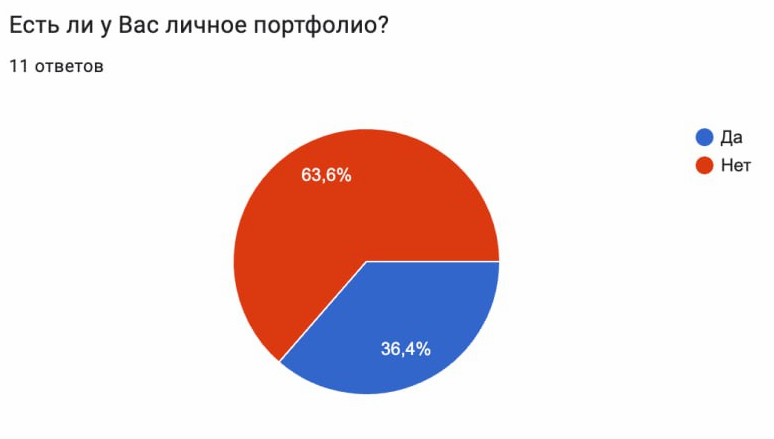 Есть ли у Вас личное портфолио?
11 ответов
Да
Нет
63,6%
36,4%